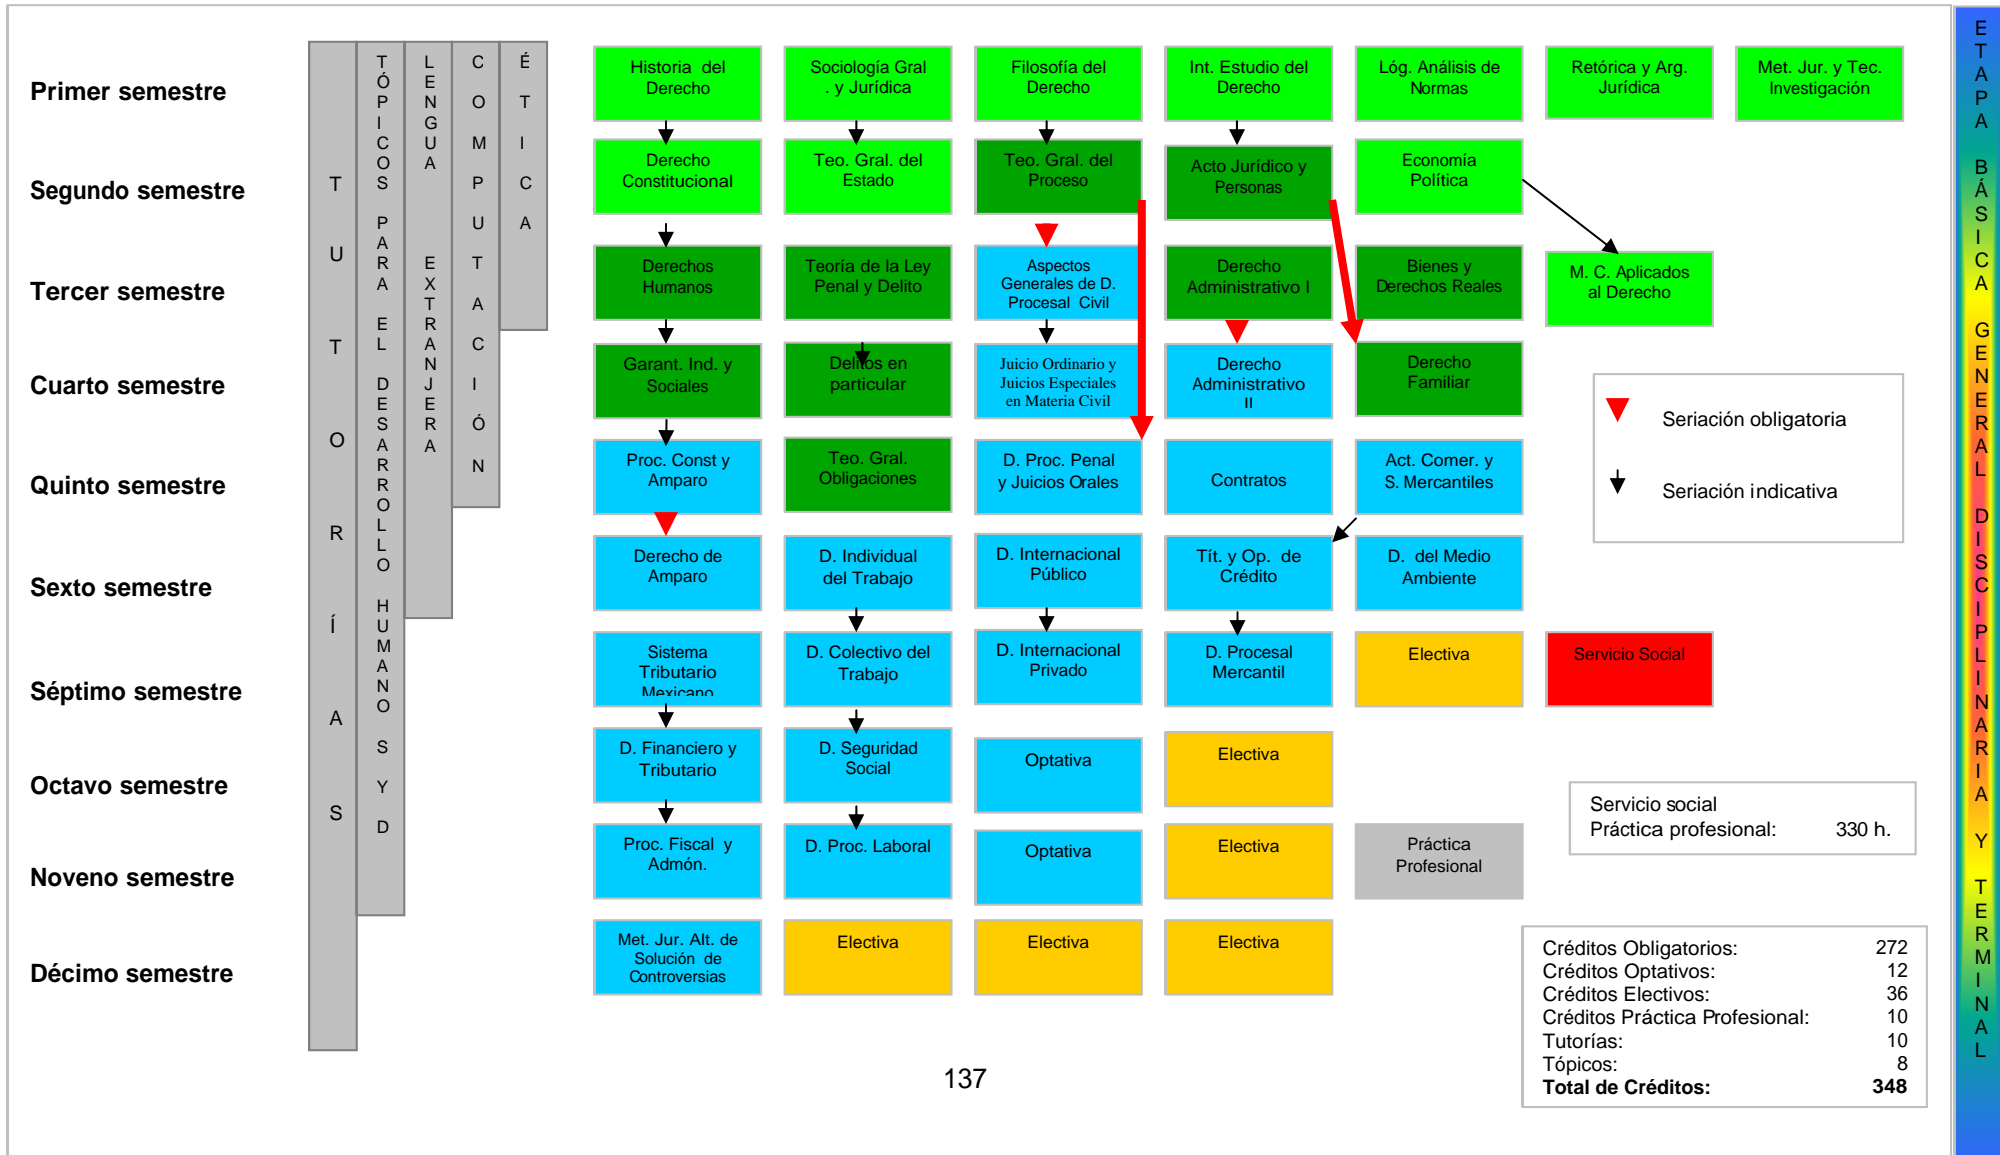 Primer semestre
Segundo semestre
Tercer semestre
Cuarto semestre
Quinto semestre
Sexto semestre
Séptimo semestre
Octavo semestre
Noveno semestre
Décimo semestre
TUTORÍAS
TÓPICOS PARA EL DESARROLLO HUMANO S Y D
LENGUA EXTRANJERA
COMPUTACIÓN
ÉTICA
Historia del
Derecho
Sociología Gral
. y Jurídica
Filosofía del
Derecho
Int. Estudio del
Derecho
Lóg. Análisis de
Normas
Retórica y Arg.
Jurídica
Met. Jur. y Tec.
Investigación
Derecho
Constitucional
Teo. Gral. del
Estado
Teo. Gral. del
Proceso
Acto Jurídico y
Personas
Economía
Política
Derechos
Humanos
Teoría de la Ley
Penal y Delito
Aspectos
Generales de D.
Procesal Civil
Derecho
Administrativo I
Bienes y
Derechos Reales
M. C. Aplicados
al Derecho
Garant. Ind. y
Sociales
Delitos en
particular
Juicio Ordinario y
Juicios Especiales
en Materia Civil
Derecho
Administrativo
II
Derecho
Familiar
Proc. Const y
Amparo
Teo. Gral.
Obligaciones
D. Proc. Penal
y Juicios Orales
Contratos
Act. Comer. y
S. Mercantiles
Derecho de
Amparo
D. Individual
del Trabajo
D. Internacional
Público
Tít. y Op. de
Crédito
D. del Medio
Ambiente
Sistema
Tributario
Mexicano
D. Colectivo del
Trabajo
D. Internacional
Privado
D. Procesal
Mercantil
Electiva
Servicio Social
D. Financiero y
Tributario
D. Seguridad
Social
Optativa
Electiva
Proc. Fiscal y
Admón.
D. Proc. Laboral
Optativa
Electiva
Práctica
Profesional
Met. Jur. Alt. de
Solución de
Controversias
Electiva
Electiva
Electiva
Seriación obligatoria
Seriación indicativa
Servicio social
Práctica profesional: 330 h.
Créditos Obligatorios: 272
Créditos Optativos: 12
Créditos Electivos: 36
Créditos Práctica Profesional: 10
Tutorías: 10
Tópicos: 8
Total de Créditos: 348
137
ETAPA BÁSICA GENERAL DISCIPLINARIA Y TERMINAL